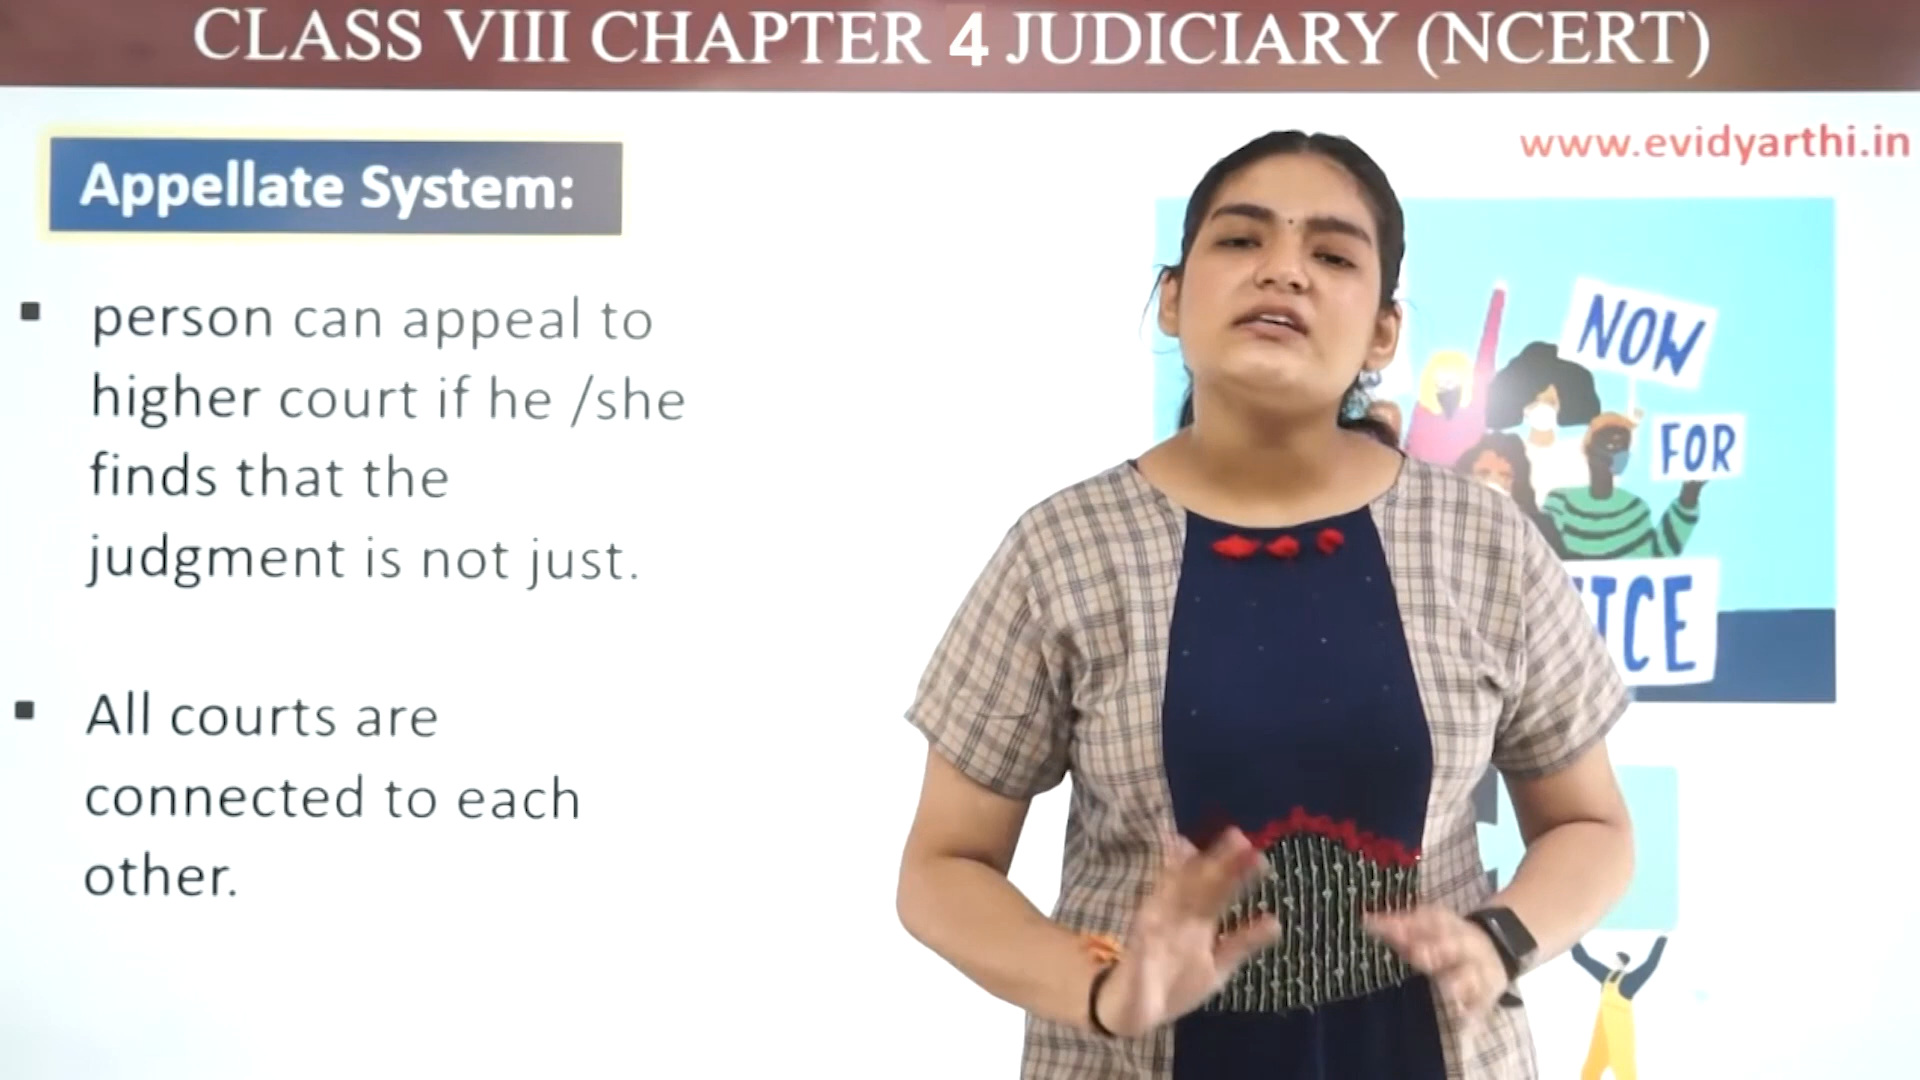 CLASS VIII CHAPTER 4 JUDICIARY (NCERT)
www.evidyarthi.in
Appellate System:
person can appeal to
higher court if he /she
finds that the
judgment is not just.
All courts are
connected to each
other.
NOW
FOR
ICE